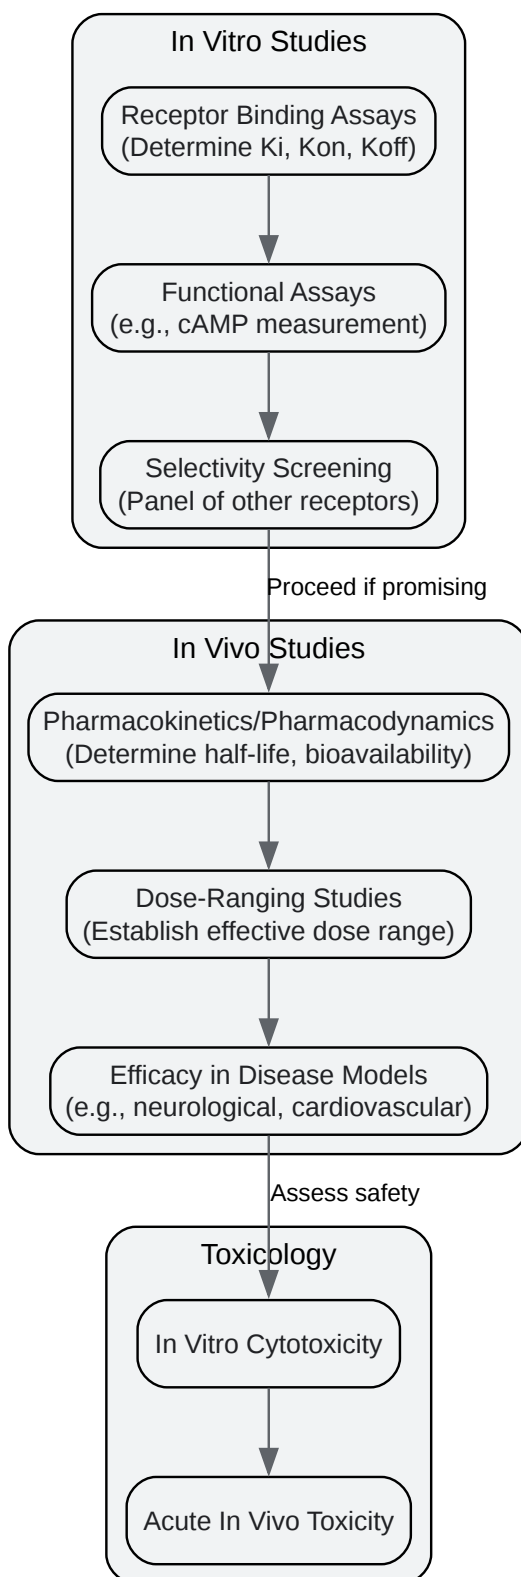 In Vitro Studies
Receptor Binding Assays
(Determine Ki, Kon, Koff)
Functional Assays
(e.g., cAMP measurement)
Selectivity Screening
(Panel of other receptors)
Proceed if promising
In Vivo Studies
Pharmacokinetics/Pharmacodynamics
(Determine half-life, bioavailability)
Dose-Ranging Studies
(Establish effective dose range)
Efficacy in Disease Models
(e.g., neurological, cardiovascular)
Assess safety
Toxicology
In Vitro Cytotoxicity
Acute In Vivo Toxicity